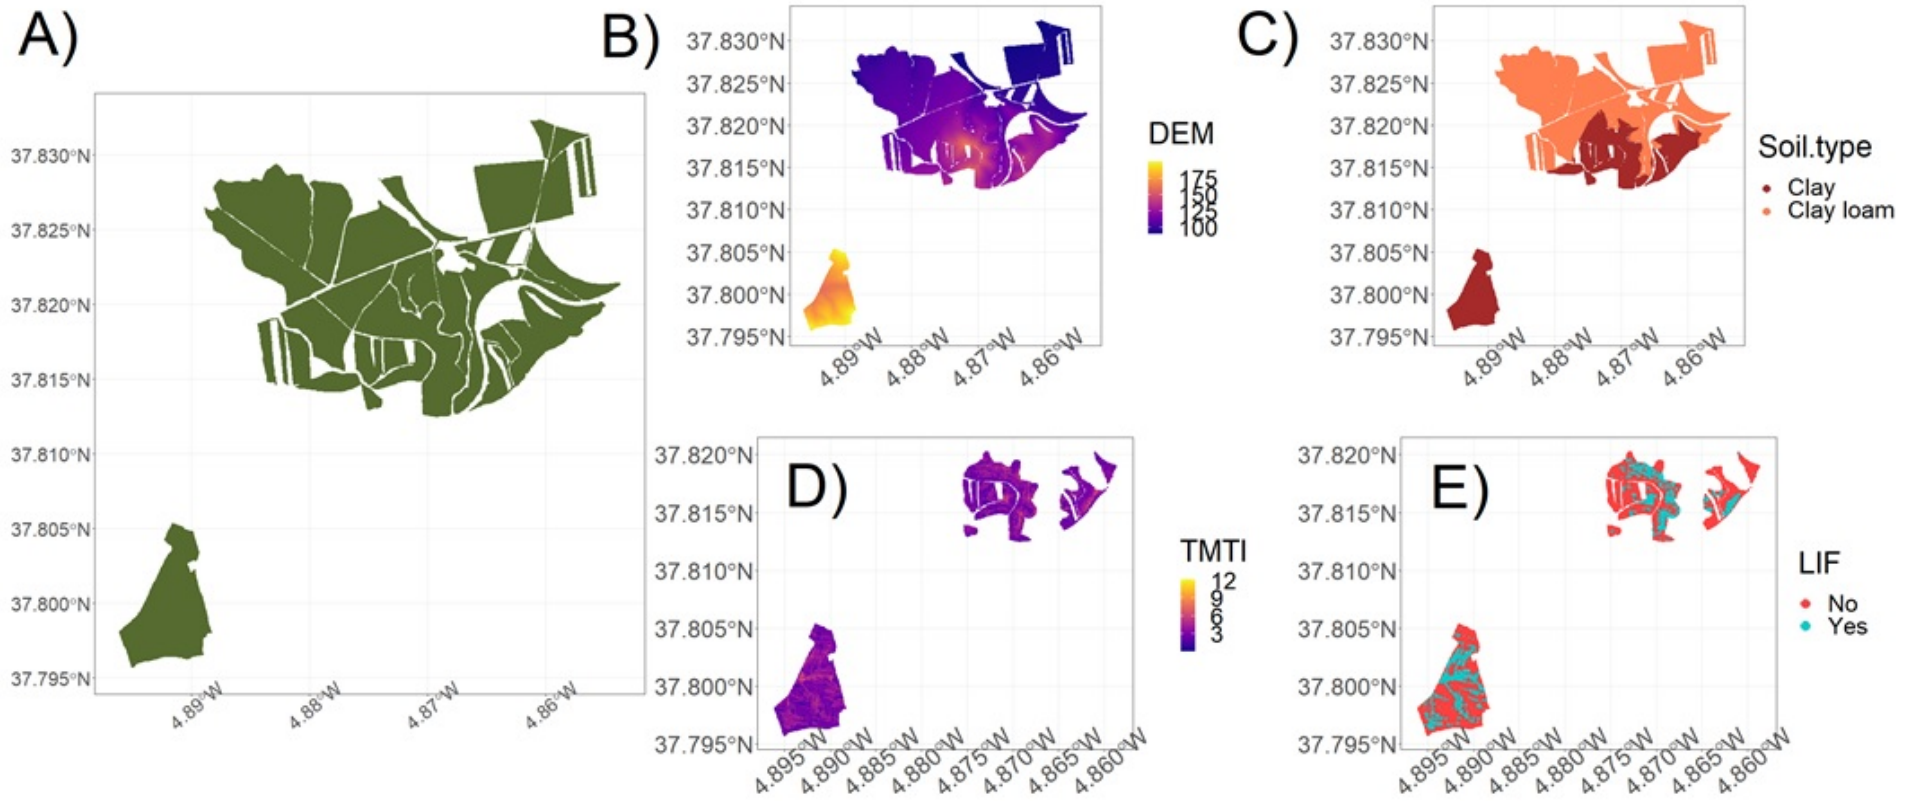 A)
37.830°N
37.825°N
37.820°N
37.815°N
37.810°N
37.805°N
37.800°N
37.795°N
4.89°W
4.88°W
4.87°W
4.86°W
B)
37.830°N
37.825°N
37.820°N
37.815°N
37.810°N
37.805°N
37.800°N
37.795°N
4.89°W
4.88°W
4.87°W
4.86°W
DEM
175
150
125
100
C)
37.830°N
37.825°N
37.820°N
37.815°N
37.810°N
37.805°N
37.800°N
37.795°N
4.89°W
4.88°W
4.87°W
4.86°W
Soil.type
Clay
Clay loam
D)
37.820°N
37.815°N
37.810°N
37.805°N
37.800°N
37.795°N
4.895°W
4.890°W
4.885°W
4.880°W
4.875°W
4.870°W
4.865°W
4.860°W
TMTI
12
9
6
3
E)
37.820°N
37.815°N
37.810°N
37.805°N
37.800°N
37.795°N
4.895°W
4.890°W
4.885°W
4.880°W
4.875°W
4.870°W
4.865°W
4.860°W
LIF
No
Yes